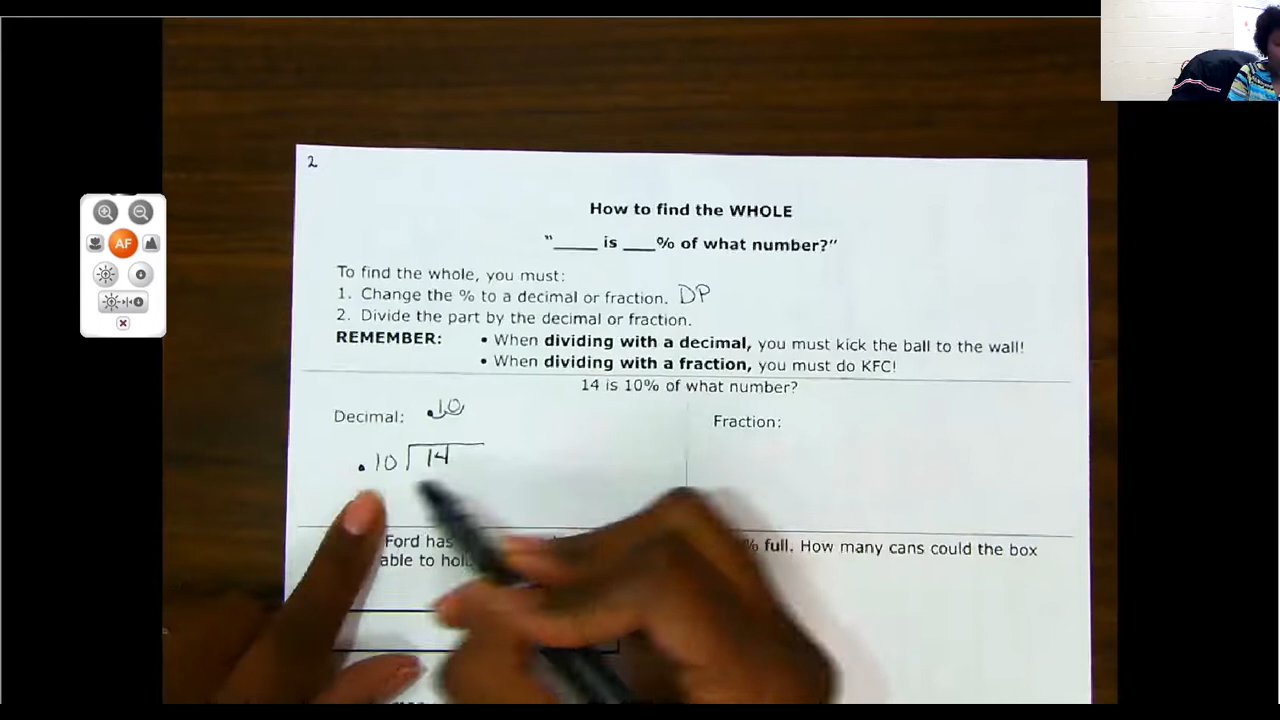 2
How to find the WHOLE
"____ is ___% of what number?"
To find the whole, you must:
1. Change the % to a decimal or fraction. DP
2. Divide the part by the decimal or fraction.
REMEMBER: • When dividing with a decimal, you must kick the ball to the wall!
• When dividing with a fraction, you must do KFC!
14 is 10% of what number?
Decimal: .10
Fraction:
.10 14
Ford has % full. How many cans could the box
able to
AF